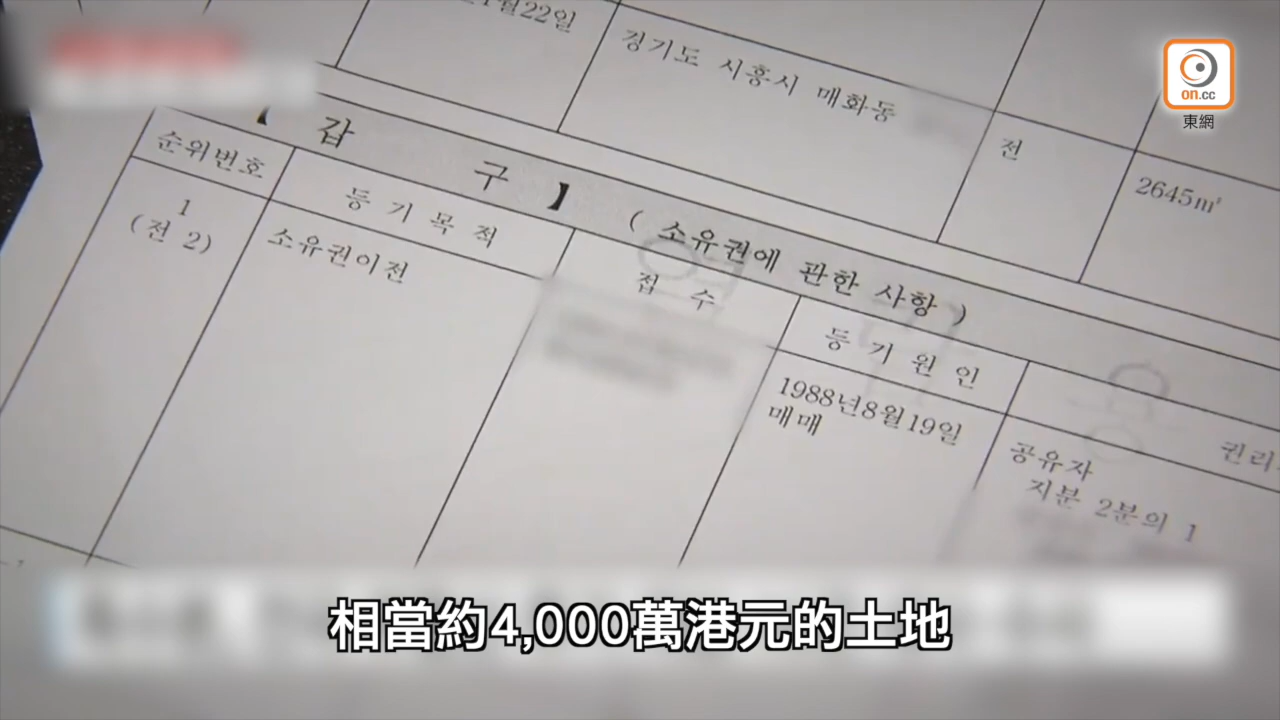 월22일
경기도 시흥시 매화동
전
2645㎡
on.cc
東網
【 갑 구 】 ( 소유권에 관한 사항 )
순위번호
등 기 목 적
접 수
등 기 원 인
1
(전 2)
소유권이전
1988년8월19일
매매
공유자
지분 2분의 1
열
람
용
相當約4,000萬港元的土地